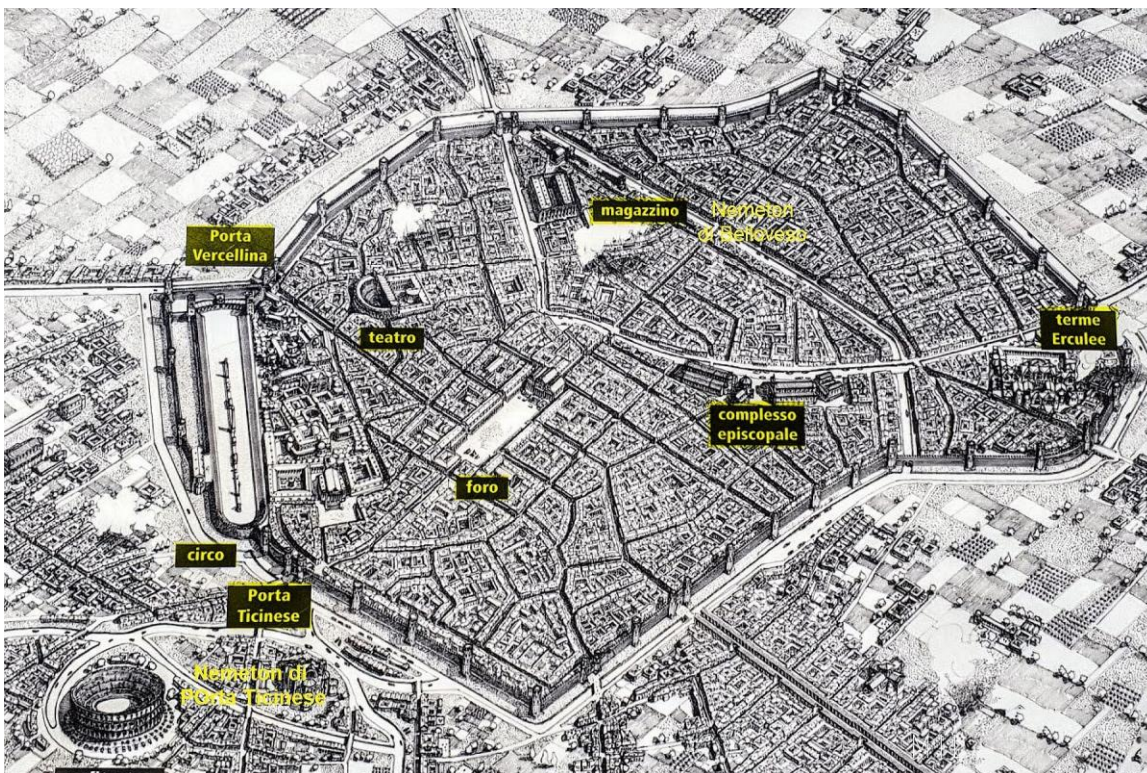 magazzino
Nemeton
di Belloveso
Porta
Vercellina
terme
Erculee
teatro
complesso
episcopale
foro
circo
Porta
Ticinese
Nemeton di
POrta Ticinese